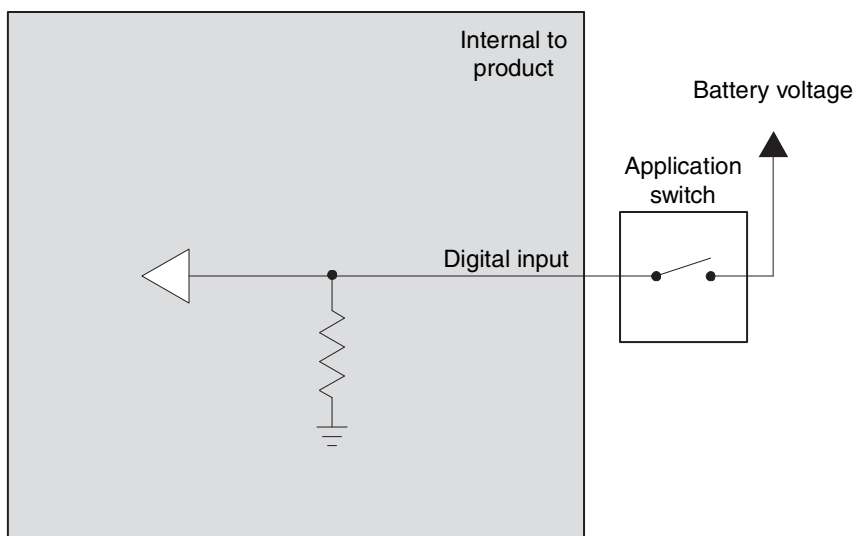 Internal to
product
Battery voltage
Application
switch
Digital input